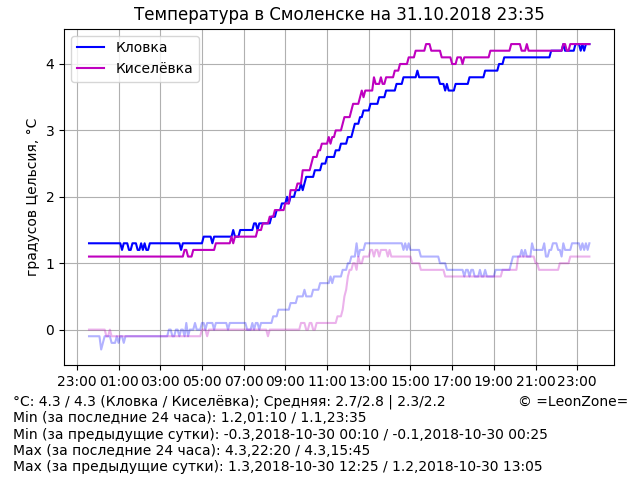 Температура в Смоленске на 31.10.2018 23:35
Кловка
Киселёвка
градусов Цельсия, °C
4
3
2
1
0
23:00 01:00 03:00 05:00 07:00 09:00 11:00 13:00 15:00 17:00 19:00 21:00 23:00
°C: 4.3 / 4.3 (Кловка / Киселёвка); Средняя: 2.7/2.8 | 2.3/2.2 © =LeonZone=
Min (за последние 24 часа): 1.2,01:10 / 1.1,23:35
Min (за предыдущие сутки): -0.3,2018-10-30 00:10 / -0.1,2018-10-30 00:25
Max (за последние 24 часа): 4.3,22:20 / 4.3,15:45
Max (за предыдущие сутки): 1.3,2018-10-30 12:25 / 1.2,2018-10-30 13:05